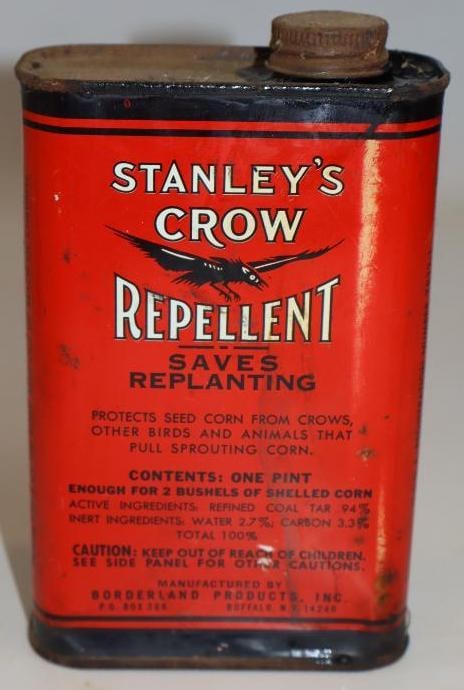 STANLEY'S
CROW
REPELLENT
SAVES
REPLANTING
PROTECTS SEED CORN FROM CROWS,
OTHER BIRDS AND ANIMALS THAT
PULL SPROUTING CORN.
CONTENTS: ONE PINT
ENOUGH FOR 2 BUSHELS OF SHELLED CORN
ACTIVE INGREDIENTS: REFINED COAL TAR 94%
INERT INGREDIENTS: WATER 2.7%; CARBON 3.3%
TOTAL 100%
CAUTION: KEEP OUT OF REACH OF CHILDREN.
SEE SIDE PANEL FOR OTHER CAUTIONS.
MANUFACTURED BY
BORDERLAND PRODUCTS, INC.
P.O. BOX BUFFALO, N.Y. 14240